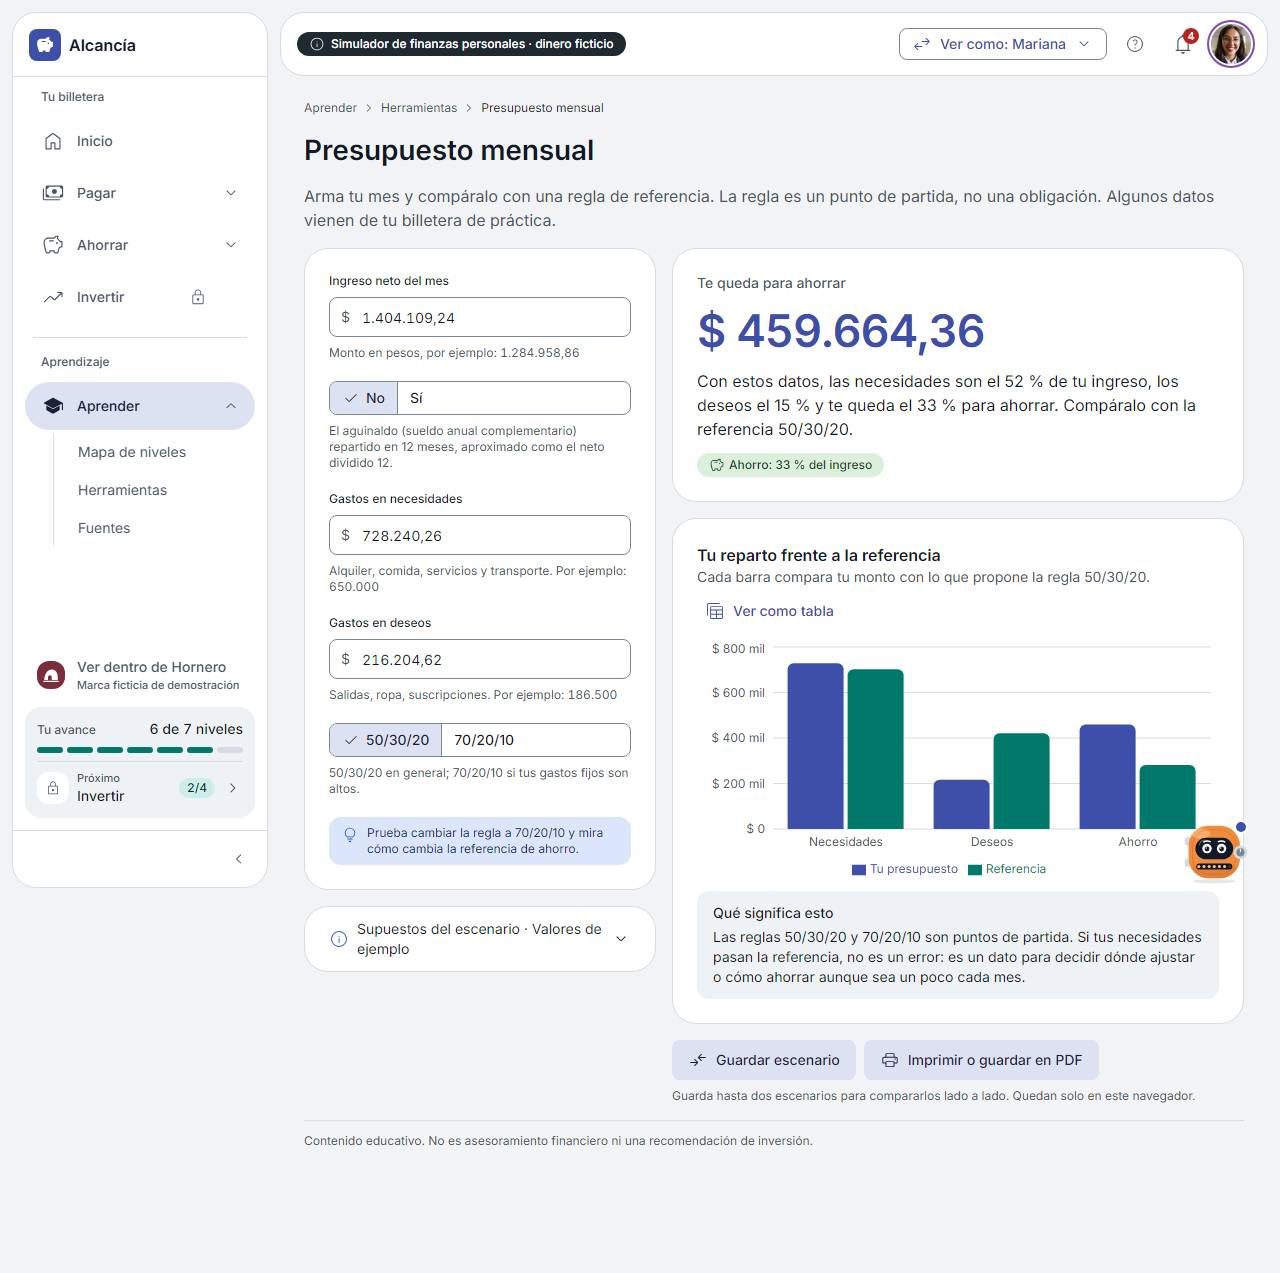 Alcancía
Simulador de finanzas personales · dinero ficticio
Ver como: Mariana
4
Tu billetera
Inicio
Pagar
Ahorrar
Invertir
Aprendizaje
Aprender
Mapa de niveles
Herramientas
Fuentes
Ver dentro de Hornero
Marca ficticia de demostración
Tu avance
6 de 7 niveles
Próximo
Invertir
2/4
Aprender > Herramientas > Presupuesto mensual
Presupuesto mensual
Arma tu mes y compáralo con una regla de referencia. La regla es un punto de partida, no una obligación. Algunos datos
vienen de tu billetera de práctica.
Ingreso neto del mes
$ 1.404.109,24
Monto en pesos, por ejemplo: 1.284.958,86
No
Sí
El aguinaldo (sueldo anual complementario)
repartido en 12 meses, aproximado como el neto
dividido 12.
Gastos en necesidades
$ 728.240,26
Alquiler, comida, servicios y transporte. Por ejemplo:
650.000
Gastos en deseos
$ 216.204,62
Salidas, ropa, suscripciones. Por ejemplo: 186.500
50/30/20
70/20/10
50/30/20 en general; 70/20/10 si tus gastos fijos son
altos.
Prueba cambiar la regla a 70/20/10 y mira
cómo cambia la referencia de ahorro.
Supuestos del escenario · Valores de
ejemplo
Te queda para ahorrar
$ 459.664,36
Con estos datos, las necesidades son el 52 % de tu ingreso, los
deseos el 15 % y te queda el 33 % para ahorrar. Compáralo con la
referencia 50/30/20.
Ahorro: 33 % del ingreso
Tu reparto frente a la referencia
Cada barra compara tu monto con lo que propone la regla 50/30/20.
Ver como tabla
$ 800 mil
$ 600 mil
$ 400 mil
$ 200 mil
$ 0
Necesidades
Deseos
Ahorro
Tu presupuesto
Referencia
Qué significa esto
Las reglas 50/30/20 y 70/20/10 son puntos de partida. Si tus necesidades
pasan la referencia, no es un error: es un dato para decidir dónde ajustar
o cómo ahorrar aunque sea un poco cada mes.
Guardar escenario
Imprimir o guardar en PDF
Guarda hasta dos escenarios para compararlos lado a lado. Quedan solo en este navegador.
Contenido educativo. No es asesoramiento financiero ni una recomendación de inversión.